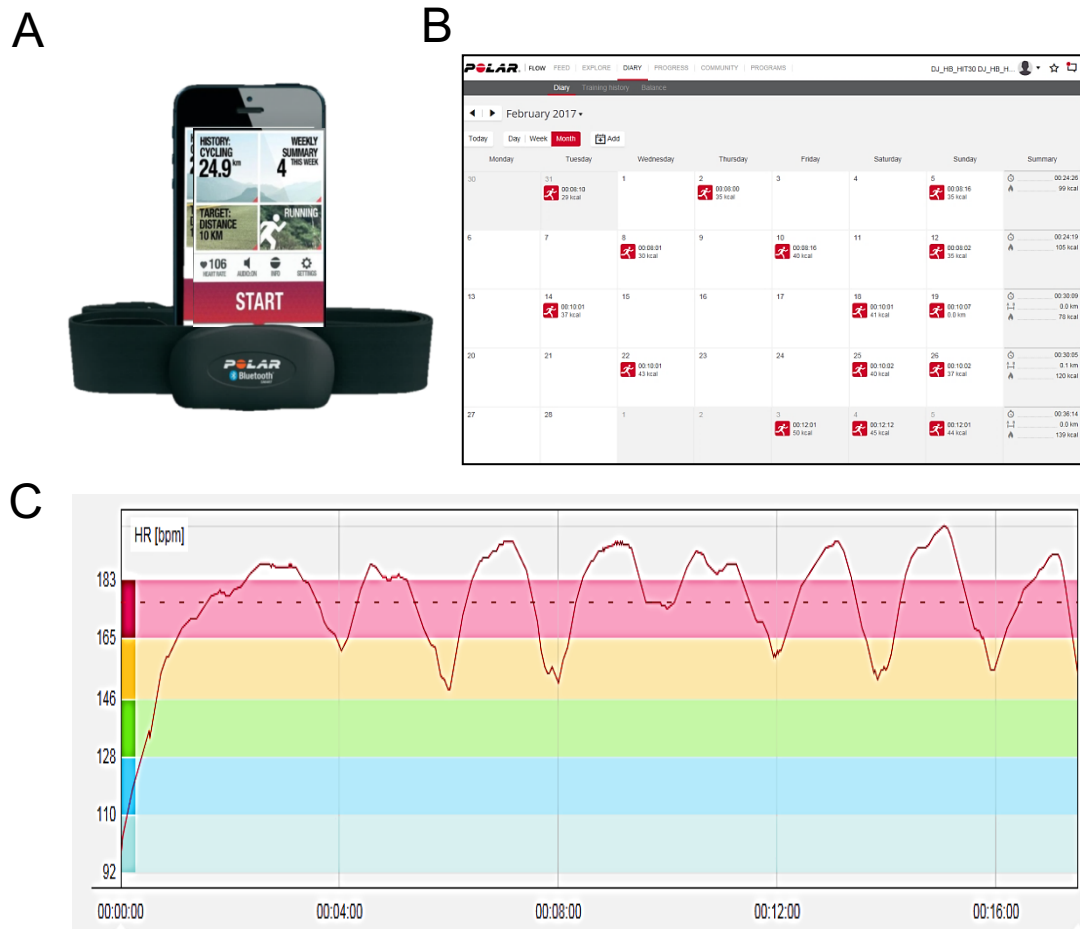 A
HISTORY:
CYCLING
24.9 km
WEEKLY
SUMMARY
4 THIS WEEK
TARGET:
DISTANCE
10 KM
RUNNING
106
HEART RATE
AUDIO:ON
INFO
SETTINGS
START
POLAR
Bluetooth
SMART
B
POLAR. FLOW FEED EXPLORE DIARY PROGRESS COMMUNITY PROGRAMS DJ_HB_HIT30 DJ_HB_H...
Diary Training history Balance
February 2017
Today Day Week Month Add
Monday Tuesday Wednesday Thursday Friday Saturday Sunday Summary
30 31 1 2 3 4 5 00:24:26
00:08:10 00:08:00 00:08:16
29 kcal 35 kcal 35 kcal 99 kcal
6 7 8 9 10 11 12 00:24:19
00:08:01 00:08:16 00:08:02
30 kcal 40 kcal 35 kcal 105 kcal
13 14 15 16 17 18 19 00:30:09
00:10:01 00:10:01 00:10:07 0.0 km
37 kcal 41 kcal 0.0 km 78 kcal
20 21 22 23 24 25 26 00:30:05
00:10:01 00:10:02 00:10:02 0.1 km
43 kcal 40 kcal 37 kcal 120 kcal
27 28 1 2 3 4 5 00:36:14
00:12:01 00:12:12 00:12:01 0.0 km
50 kcal 45 kcal 44 kcal 139 kcal
C
HR [bpm]
183
165
146
128
110
92
00:00:00 00:04:00 00:08:00 00:12:00 00:16:00